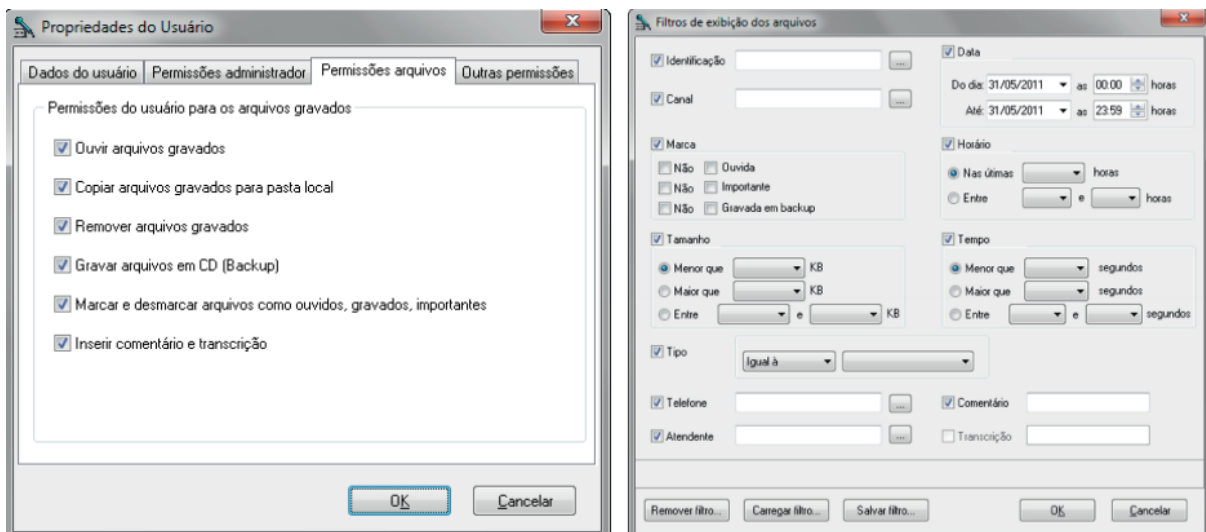 Propriedades do Usuário
Dados do usuário Permissões administrador Permissões arquivos Outras permissões
Permissões do usuário para os arquivos gravados
Ouvir arquivos gravados
Copiar arquivos gravados para pasta local
Remover arquivos gravados
Gravar arquivos em CD (Backup)
Marcar e desmarcar arquivos como ouvidos, gravados, importantes
Inserir comentário e transcrição
OK Cancelar
Filtros de exibição dos arquivos
Identificação ...
Canal ...
Data
Do dia: 31/05/2011 as 00:00 horas
Até: 31/05/2011 as 23:59 horas
Marca
Não Ouvida
Não Importante
Não Gravada em backup
Horário
Nas útimas horas
Entre e horas
Tamanho
Menor que KB
Maior que KB
Entre e KB
Tempo
Menor que segundos
Maior que segundos
Entre e segundos
Tipo Igual à
Telefone ... Comentário
Atendente ... Transcrição
Remover filtro... Carregar filtro... Salvar filtro... OK Cancelar